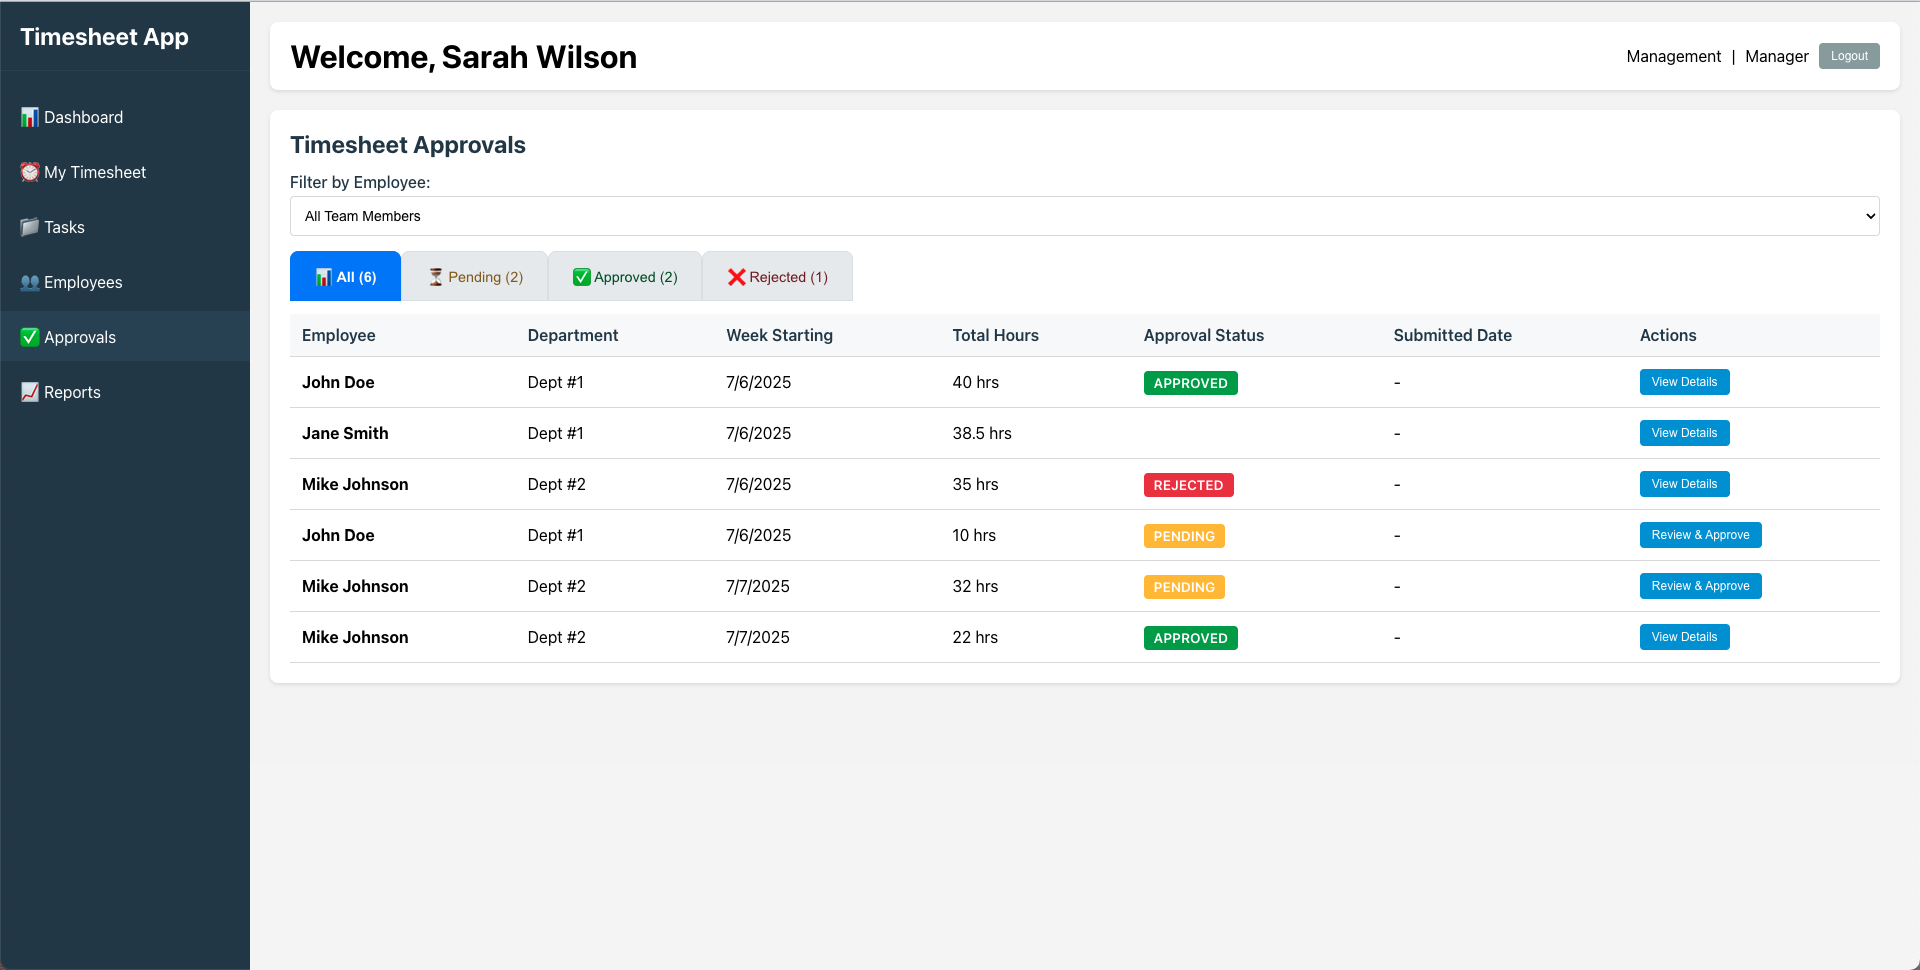 Timesheet App
Dashboard
My Timesheet
Tasks
Employees
Approvals
Reports
Welcome, Sarah Wilson
Management | Manager Logout
Timesheet Approvals
Filter by Employee:
All Team Members
All (6) Pending (2) Approved (2) Rejected (1)
Employee Department Week Starting Total Hours Approval Status Submitted Date Actions
John Doe Dept #1 7/6/2025 40 hrs APPROVED - View Details
Jane Smith Dept #1 7/6/2025 38.5 hrs - View Details
Mike Johnson Dept #2 7/6/2025 35 hrs REJECTED - View Details
John Doe Dept #1 7/6/2025 10 hrs PENDING - Review & Approve
Mike Johnson Dept #2 7/7/2025 32 hrs PENDING - Review & Approve
Mike Johnson Dept #2 7/7/2025 22 hrs APPROVED - View Details